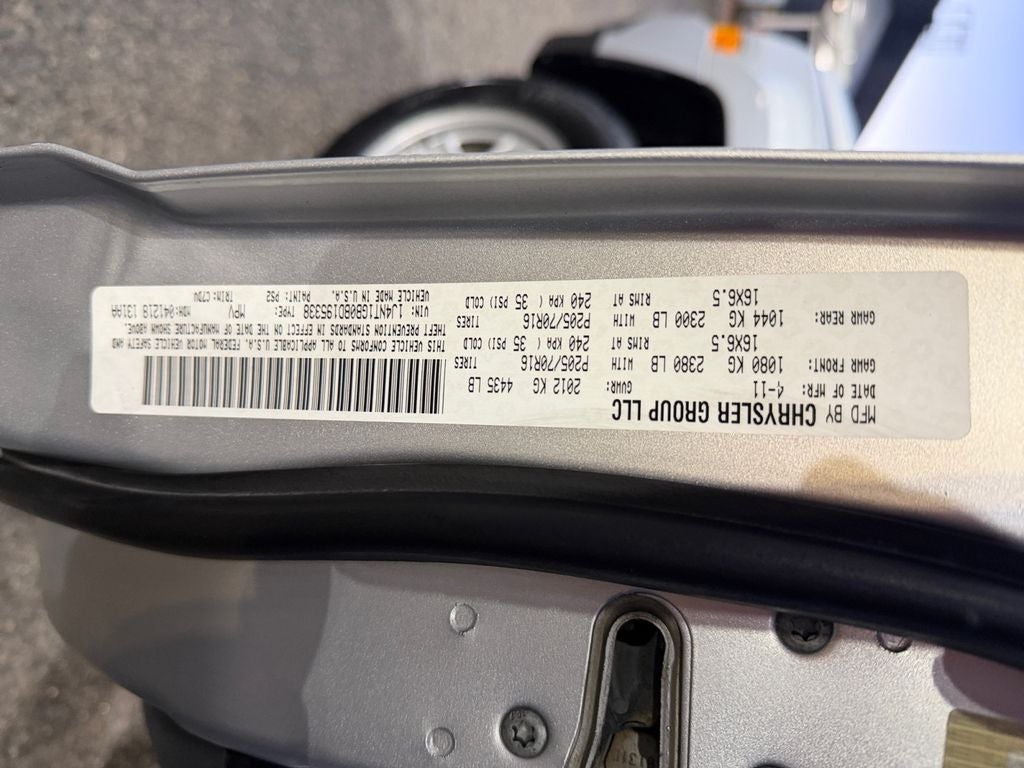 MFD BY CHRYSLER GROUP LLC
DATE OF MFR: 4-11 GVWR: 2012 KG 4435 LB
GAWR FRONT: 1080 KG 2380 LB WITH P205/70R16 TIRES
16X6.5 RIMS AT 240 KPA ( 35 PSI) COLD
GAWR REAR: 1044 KG 2300 LB WITH P205/70R16 TIRES
16X6.5 RIMS AT 240 KPA ( 35 PSI) COLD
THIS VEHICLE CONFORMS TO ALL APPLICABLE U.S.A. FEDERAL MOTOR VEHICLE SAFETY AND
THEFT PREVENTION STANDARDS IN EFFECT ON THE DATE OF MANUFACTURE SHOWN ABOVE.
VIN: 1J4NT1GB0BD195338 TYPE: MPV MDH: 041218 131AA
VEHICLE MADE IN U.S.A. PAINT: PS2 TRIM: C7DV